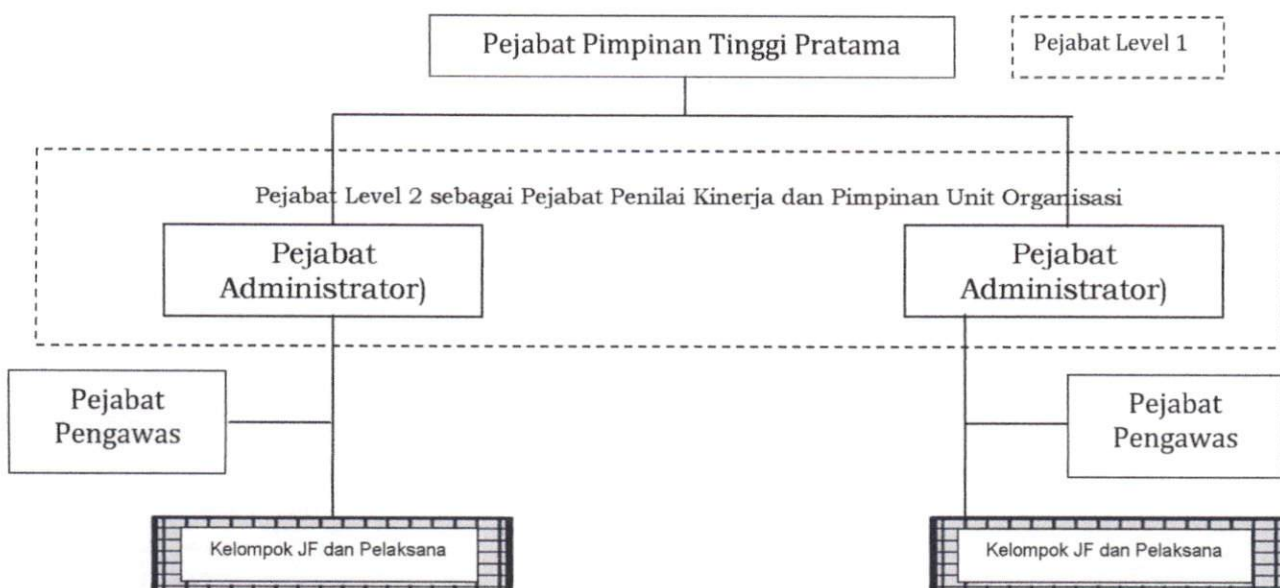 Pejabat Pimpinan Tinggi Pratama
Pejabat Level 1
Pejabat Level 2 sebagai Pejabat Penilai Kinerja dan Pimpinan Unit Organisasi
Pejabat
Administrator)
Pejabat
Administrator)
Pejabat
Pengawas
Pejabat
Pengawas
Kelompok JF dan Pelaksana
Kelompok JF dan Pelaksana